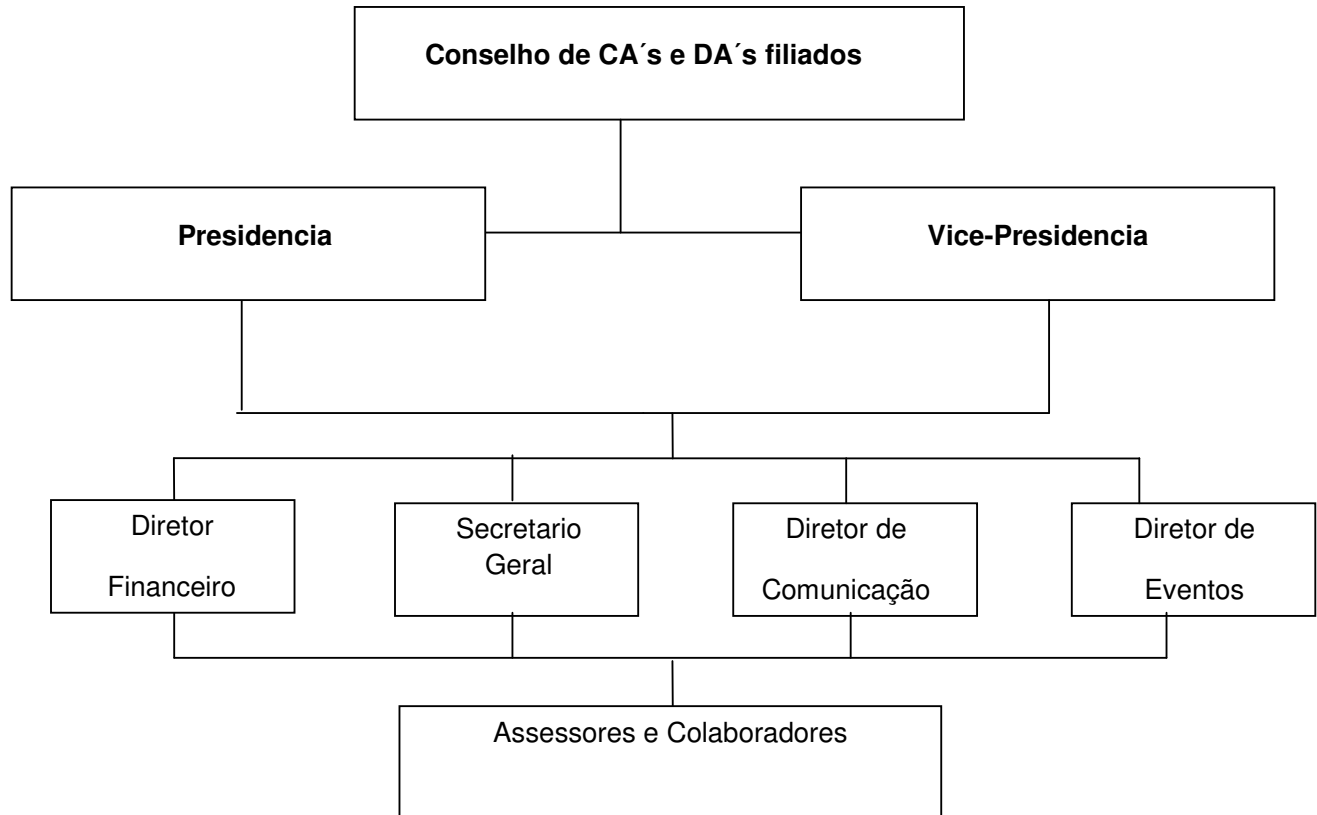 Conselho de CA´s e DA´s filiados
Presidencia
Vice-Presidencia
Diretor
Financeiro
Secretario
Geral
Diretor de
Comunicação
Diretor de
Eventos
Assessores e Colaboradores